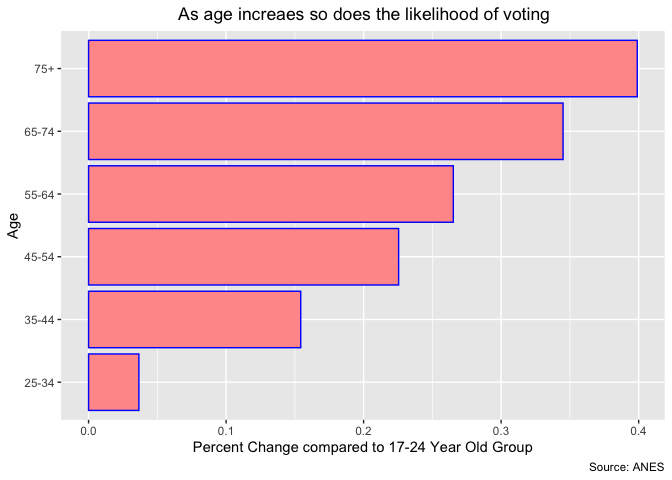 As age increaes so does the likelihood of voting
75+
65-74
55-64
45-54
35-44
25-34
Age
0.0 0.1 0.2 0.3 0.4
Percent Change compared to 17-24 Year Old Group
Source: ANES